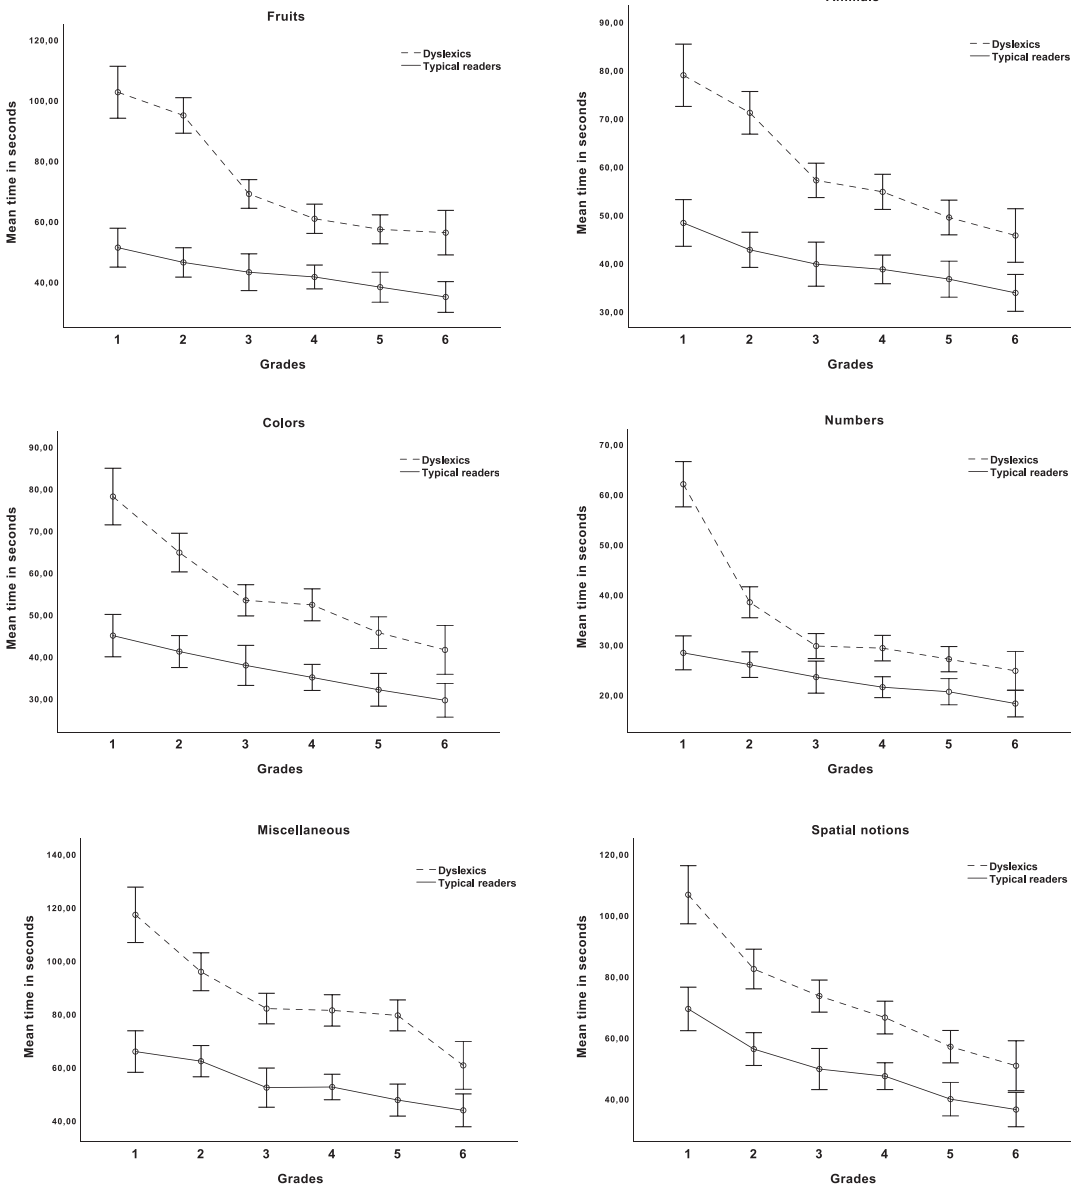 Fruits
120,00
100,00
80,00
60,00
40,00
Mean time in seconds
Dyslexics
Typical readers
1 2 3 4 5 6
Grades
90,00
80,00
70,00
60,00
50,00
40,00
30,00
Mean time in seconds
Dyslexics
Typical readers
1 2 3 4 5 6
Grades
Colors
90,00
80,00
70,00
60,00
50,00
40,00
30,00
Mean time in seconds
Dyslexics
Typical readers
1 2 3 4 5 6
Grades
Numbers
70,00
60,00
50,00
40,00
30,00
20,00
Mean time in seconds
Dyslexics
Typical readers
1 2 3 4 5 6
Grades
Miscellaneous
140,00
120,00
100,00
80,00
60,00
40,00
Mean time in seconds
Dyslexics
Typical readers
1 2 3 4 5 6
Grades
Spatial notions
120,00
100,00
80,00
60,00
40,00
Mean time in seconds
Dyslexics
Typical readers
1 2 3 4 5 6
Grades